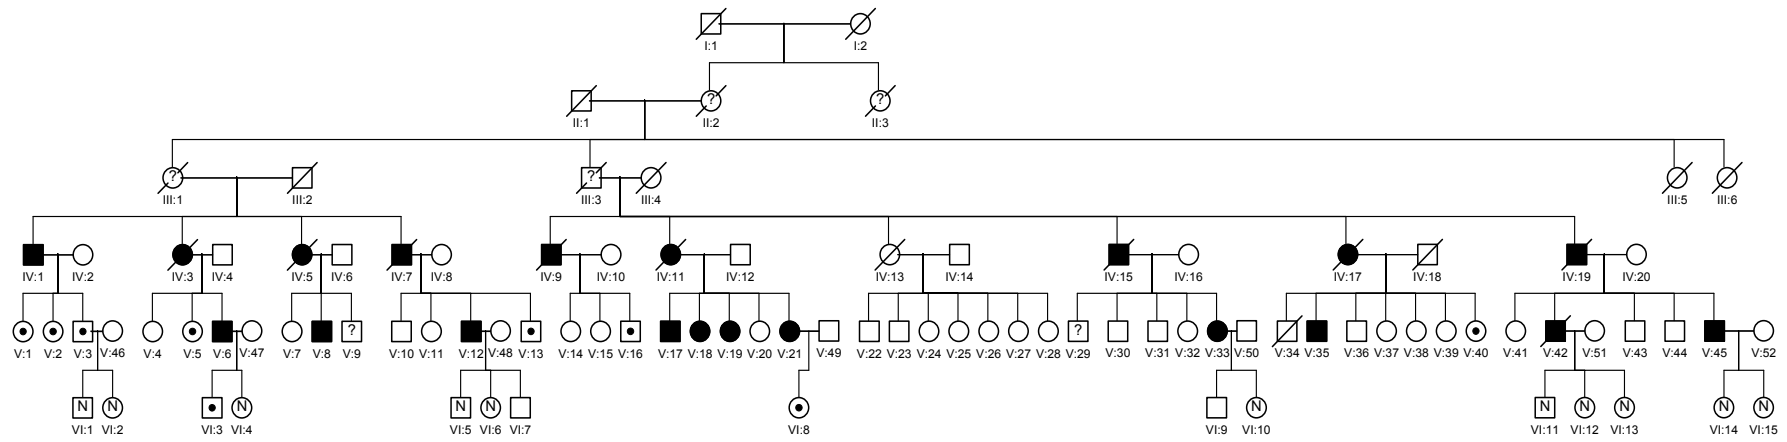 I:1 I:2
? ?
II:1 II:2 II:3
? ?
III:1 III:2 III:3 III:4 III:5 III:6
IV:1 IV:2 IV:3 IV:4 IV:5 IV:6 IV:7 IV:8 IV:9 IV:10 IV:11 IV:12 IV:13 IV:14 IV:15 IV:16 IV:17 IV:18 IV:19 IV:20
? ?
V:1 V:2 V:3 V:46 V:4 V:5 V:6 V:47 V:7 V:8 V:9 V:10 V:11 V:12 V:48 V:13 V:14 V:15 V:16 V:17 V:18 V:19 V:20 V:21 V:49 V:22 V:23 V:24 V:25 V:26 V:27 V:28 V:29 V:30 V:31 V:32 V:33 V:50 V:34 V:35 V:36 V:37 V:38 V:39 V:40 V:41 V:42 V:51 V:43 V:44 V:45 V:52
N N N N N N N N N N N
VI:1 VI:2 VI:3 VI:4 VI:5 VI:6 VI:7 VI:8 VI:9 VI:10 VI:11 VI:12 VI:13 VI:14 VI:15